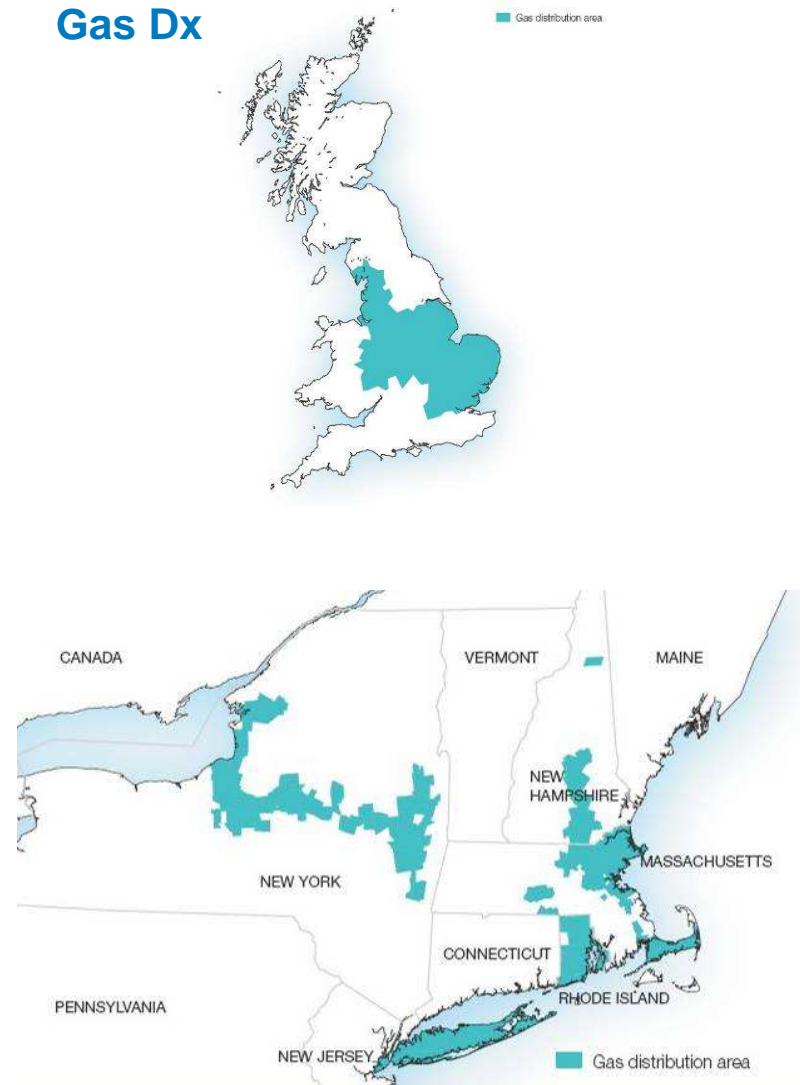 Gas Dx
Gas distribution area
CANADA
VERMONT
MAINE
NEW
HAMPSHIRE
MASSACHUSETTS
NEW YORK
CONNECTICUT
RHODE ISLAND
PENNSYLVANIA
NEW JERSEY
Gas distribution area